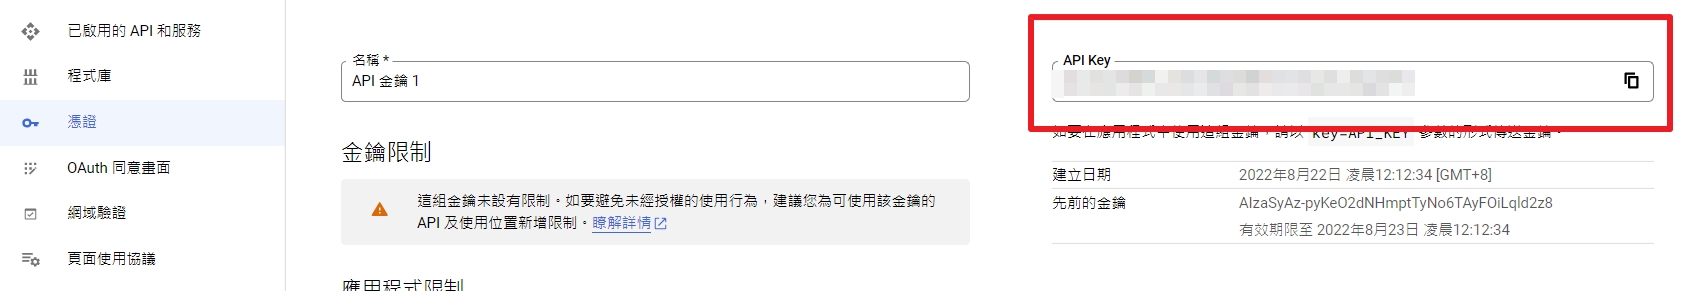 已啟用的 API 和服務
程式庫
憑證
OAuth 同意畫面
網域驗證
頁面使用協議
名稱 *
API 金鑰 1
金鑰限制
這組金鑰未設有限制。如要避免未經授權的使用行為，建議您為可使用該金鑰的
API 及使用位置新增限制。瞭解詳情
應用程式限制
API Key
如要在應用程式中使用這組金鑰，請以 key=API_KEY 參數的形式傳送金鑰。
建立日期 2022年8月22日 凌晨12:12:34 [GMT+8]
先前的金鑰 AIzaSyAz-pyKeO2dNHmptTyNo6TAyFOiLqld2z8
有效期限至 2022年8月23日 凌晨12:12:34